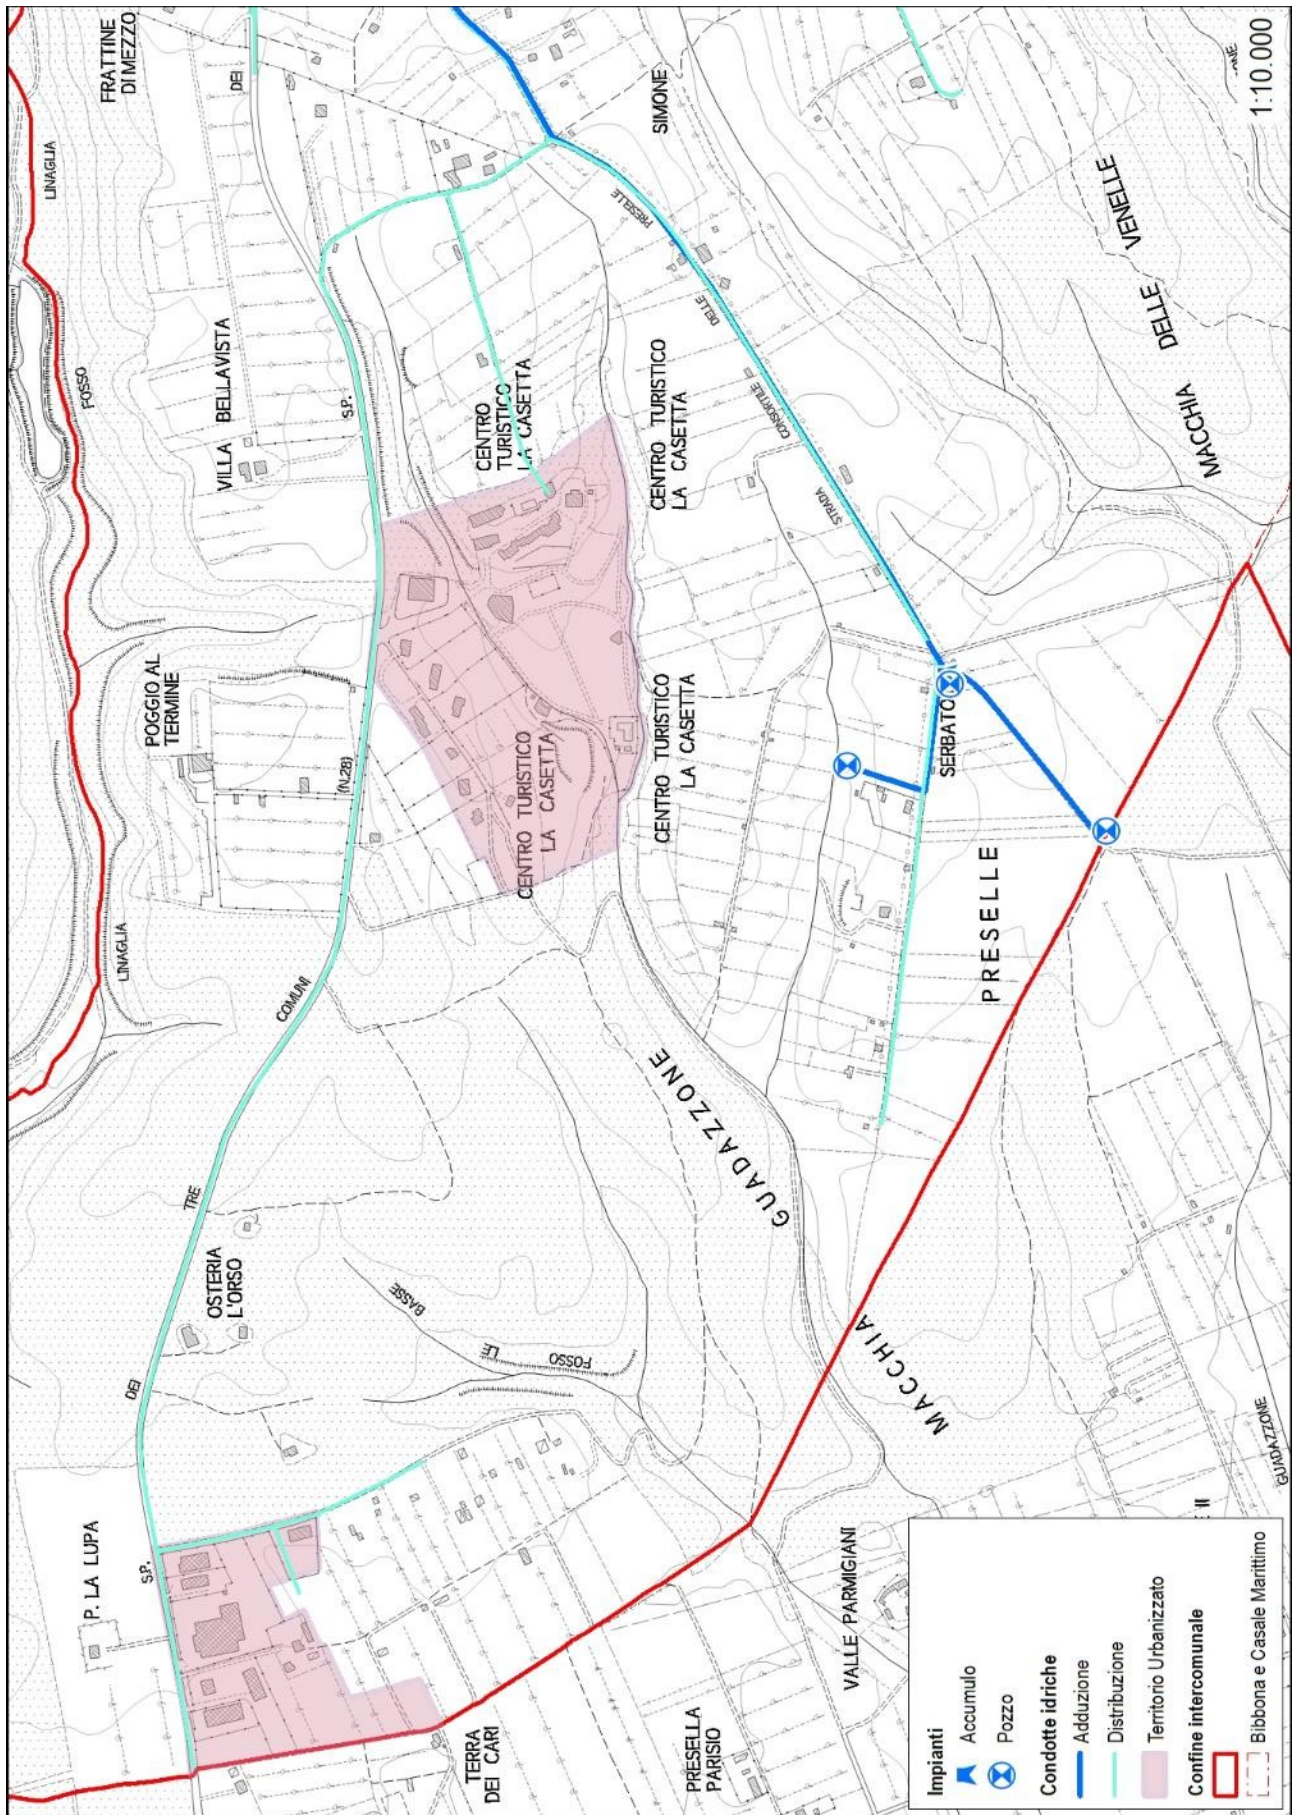 FRATTINE
DI MEZZO
LINAGLIA
FOSSO
DEI
SIMONE
VILLA BELLAVISTA
S.P.
PRESELLE
DELLE
CONSORTILE
STRADA
CENTRO
TURISTICO
LA CASETTA
CENTRO TURISTICO
LA CASETTA
MACCHIA DELLE VENELLE
1:10.000
POGGIO AL
TERMINE
(N.28)
CENTRO TURISTICO
LA CASETTA
CENTRO TURISTICO
LA CASETTA
SERBATOIO
LINAGLIA
COMUNI
PRESELLE
TRE
GUADAZZONE
OSTERIA
L'ORSO
BASSE
LE
FOSSO
DEI
MACCHIA
GUADAZZONE
P. LA LUPA
S.P.
VALLE PARMIGIANI
TERRA
DEI CARI
PRESELLA
PARISIO
Impianti
Accumulo
Pozzo
Condotte idriche
Adduzione
Distribuzione
Territorio Urbanizzato
Confine intercomunale
Bibbona e Casale Marittimo